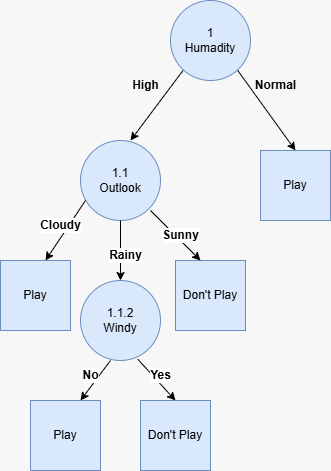 1
Humadity
High
Normal
1.1
Outlook
Play
Cloudy
Rainy
Sunny
Play
1.1.2
Windy
Don't Play
No
Yes
Play
Don't Play